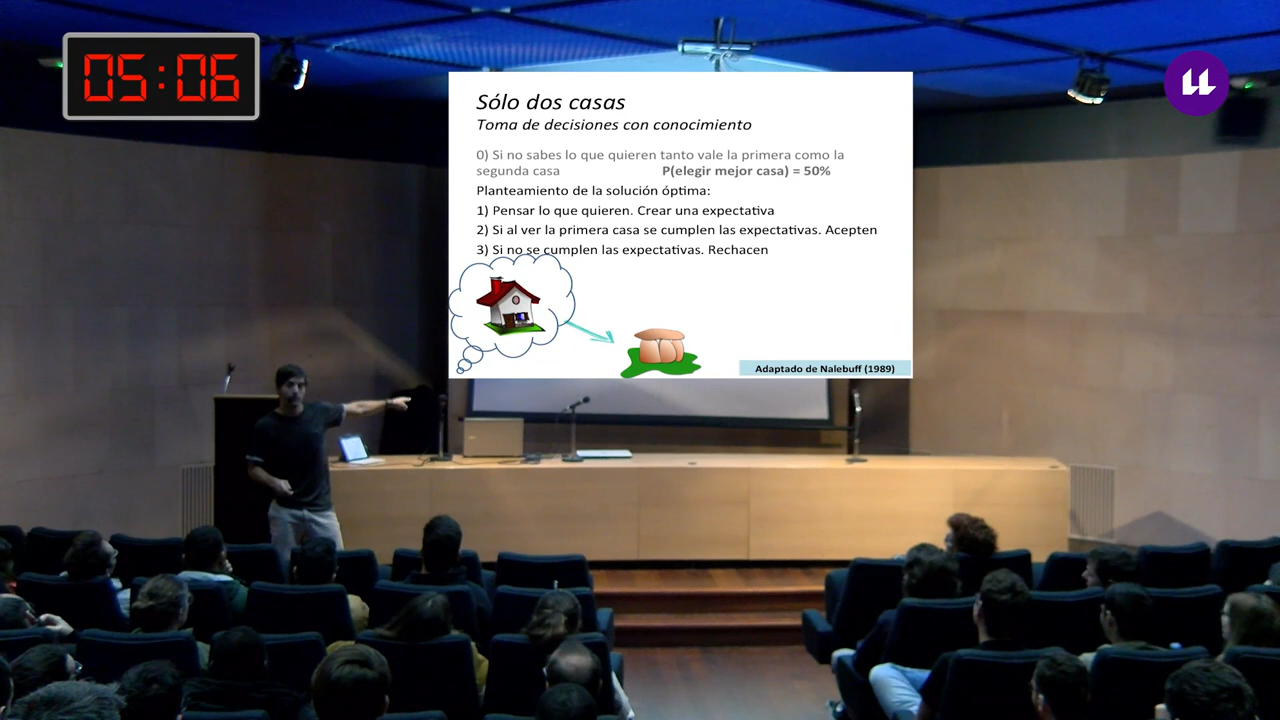 05:06
Sólo dos casas
Toma de decisiones con conocimiento
0) Si no sabes lo que quieren tanto vale la primera como la
segunda casa P(elegir mejor casa) = 50%
Planteamiento de la solución óptima:
1) Pensar lo que quieren. Crear una expectativa
2) Si al ver la primera casa se cumplen las expectativas. Acepten
3) Si no se cumplen las expectativas. Rechacen
Adaptado de Nalebuff (1989)